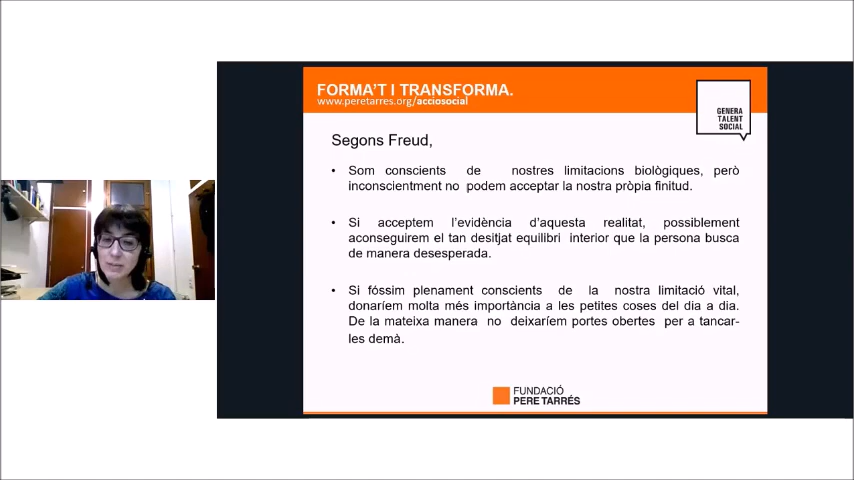 FORMA'T I TRANSFORMA.
www.peretarres.org/acciosocial
GENERA
TALENT
SOCIAL
Segons Freud,
• Som conscients de nostres limitacions biològiques, però
inconscientment no podem acceptar la nostra pròpia finitud.
• Si acceptem l'evidència d'aquesta realitat, possiblement
aconseguirem el tan desitjat equilibri interior que la persona busca
de manera desesperada.
• Si fóssim plenament conscients de la nostra limitació vital,
donaríem molta més importància a les petites coses del dia a dia.
De la mateixa manera no deixaríem portes obertes per a tancar-
les demà.
FUNDACIÓ
PERE TARRÉS